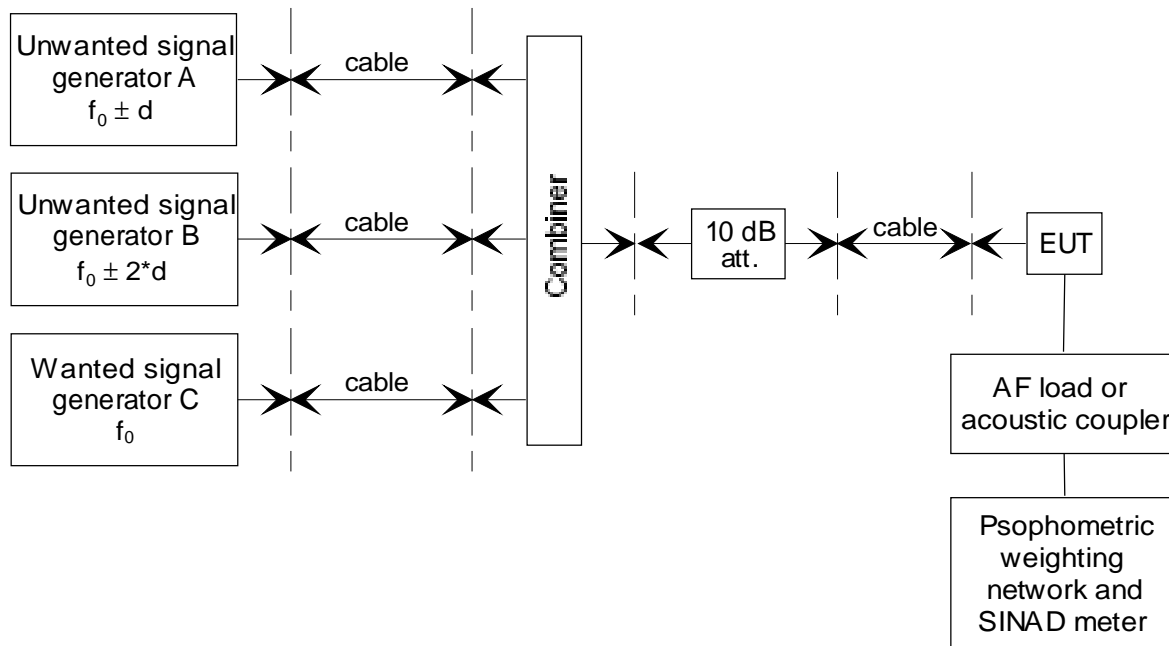 Unwanted signal
generator A
f₀ ± d
cable
Unwanted signal
generator B
f₀ ± 2*d
cable
Wanted signal
generator C
f₀
cable
Combiner
10 dB
att.
cable
EUT
AF load or
acoustic coupler
Psophometric
weighting
network and
SINAD meter